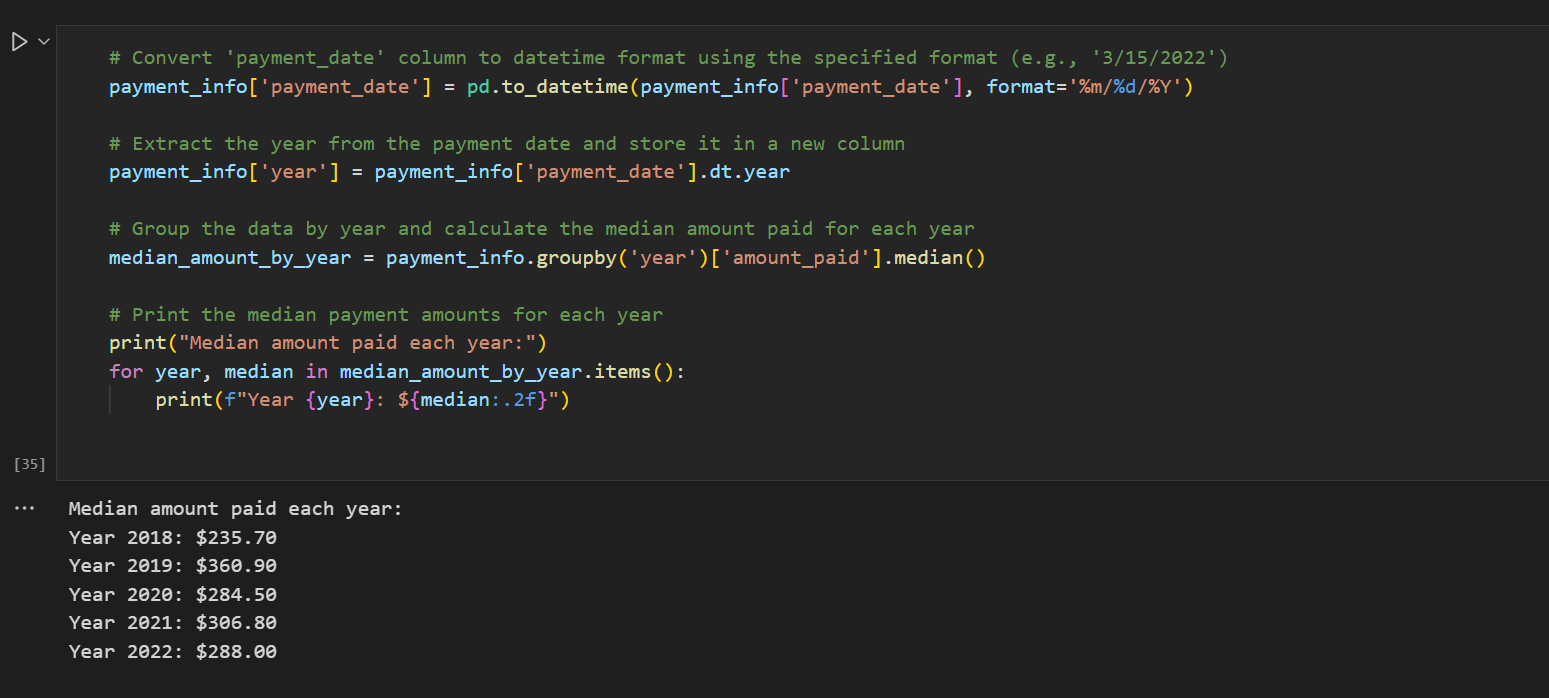 # Convert 'payment_date' column to datetime format using the specified format (e.g., '3/15/2022')
payment_info['payment_date'] = pd.to_datetime(payment_info['payment_date'], format='%m/%d/%Y')
# Extract the year from the payment date and store it in a new column
payment_info['year'] = payment_info['payment_date'].dt.year
# Group the data by year and calculate the median amount paid for each year
median_amount_by_year = payment_info.groupby('year')['amount_paid'].median()
# Print the median payment amounts for each year
print("Median amount paid each year:")
for year, median in median_amount_by_year.items():
    print(f"Year {year}: ${median:.2f}")
[35]
... Median amount paid each year:
Year 2018: $235.70
Year 2019: $360.90
Year 2020: $284.50
Year 2021: $306.80
Year 2022: $288.00